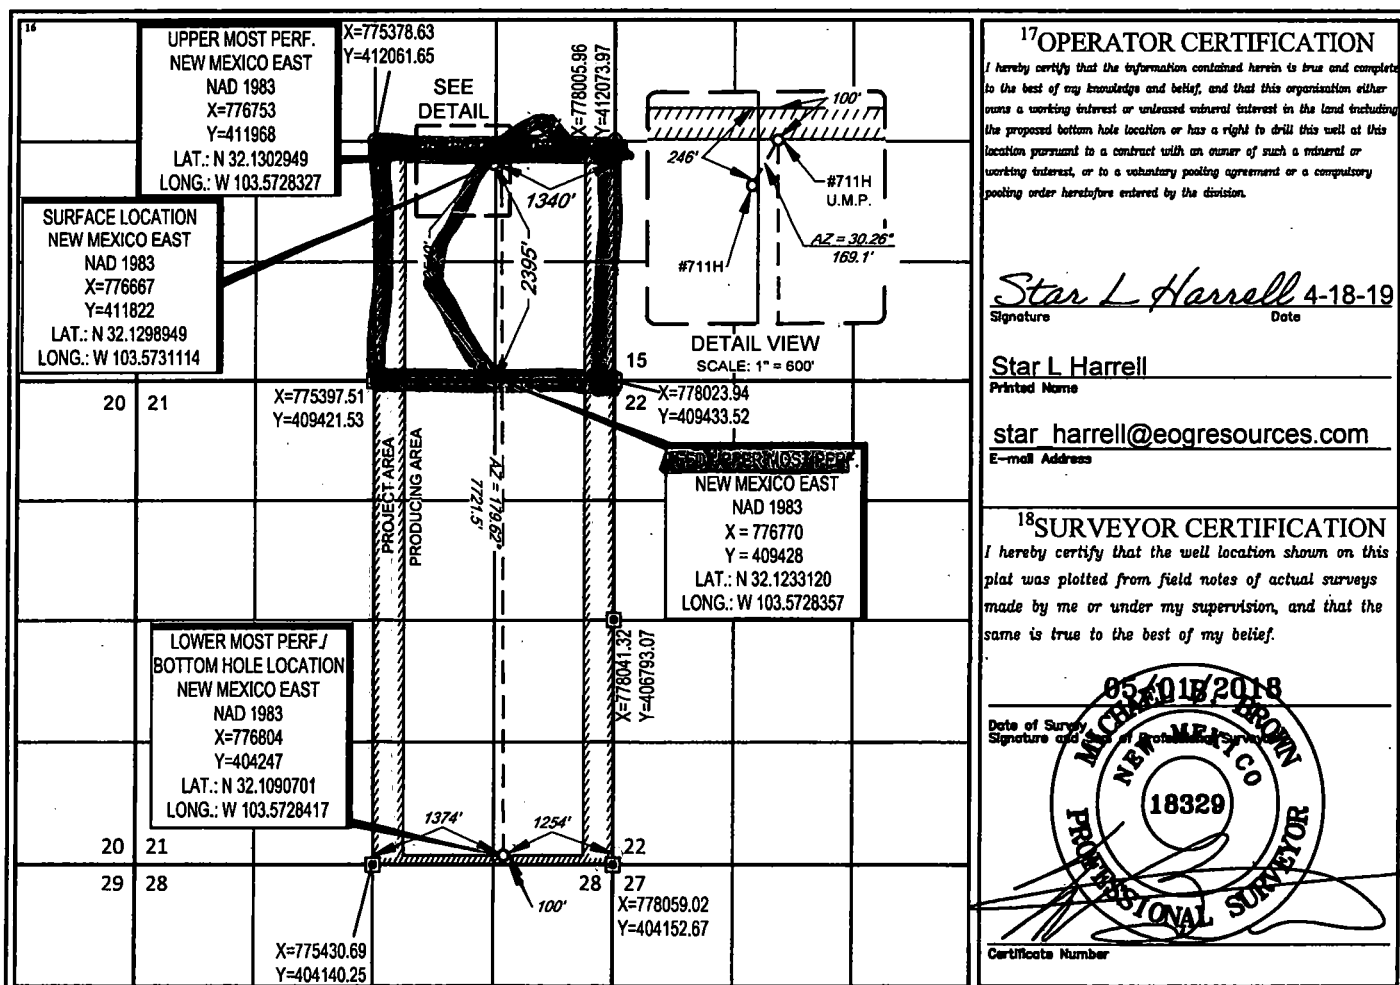 16
UPPER MOST PERF.
NEW MEXICO EAST
NAD 1983
X=776753
Y=411968
LAT.: N 32.1302949
LONG.: W 103.5728327
X=775378.63
Y=412061.65
SEE
DETAIL
X=778005.96
Y=412073.97
SURFACE LOCATION
NEW MEXICO EAST
NAD 1983
X=776667
Y=411822
LAT.: N 32.1298949
LONG.: W 103.5731114
1340'
2395'
100'
246'
#711H
U.M.P.
AZ = 30.26°
169.1'
#711H
DETAIL VIEW
SCALE: 1" = 600'
15
22
20 21
X=775397.51
Y=409421.53
X=778023.94
Y=409433.52
PROJECT AREA
PRODUCING AREA
AZ = 179.62°
7721.5'
NEW MEXICO EAST
NAD 1983
X = 776770
Y = 409428
LAT.: N 32.1233120
LONG.: W 103.5728357
X=778041.32
Y=406793.07
LOWER MOST PERF./
BOTTOM HOLE LOCATION
NEW MEXICO EAST
NAD 1983
X=776804
Y=404247
LAT.: N 32.1090701
LONG.: W 103.5728417
1374'
1254'
20 21
29 28
22
28 27
100'
X=775430.69
Y=404140.25
X=778059.02
Y=404152.67
17 OPERATOR CERTIFICATION
I hereby certify that the information contained herein is true and complete
to the best of my knowledge and belief, and that this organization either
owns a working interest or unleased mineral interest in the land including
the proposed bottom hole location or has a right to drill this well at this
location pursuant to a contract with an owner of such a mineral or
working interest, or to a voluntary pooling agreement or a compulsory
pooling order heretofore entered by the division.
Star L Harrell 4-18-19
Signature Date
Star L Harrell
Printed Name
star_harrell@eogresources.com
E-mail Address
18 SURVEYOR CERTIFICATION
I hereby certify that the well location shown on this
plat was plotted from field notes of actual surveys
made by me or under my supervision, and that the
same is true to the best of my belief.
05/01/2018
Date of Survey
Signature and Seal of Professional Surveyor
MICHAEL B. BROWN
NEW MEXICO
18329
PROFESSIONAL SURVEYOR
Certificate Number